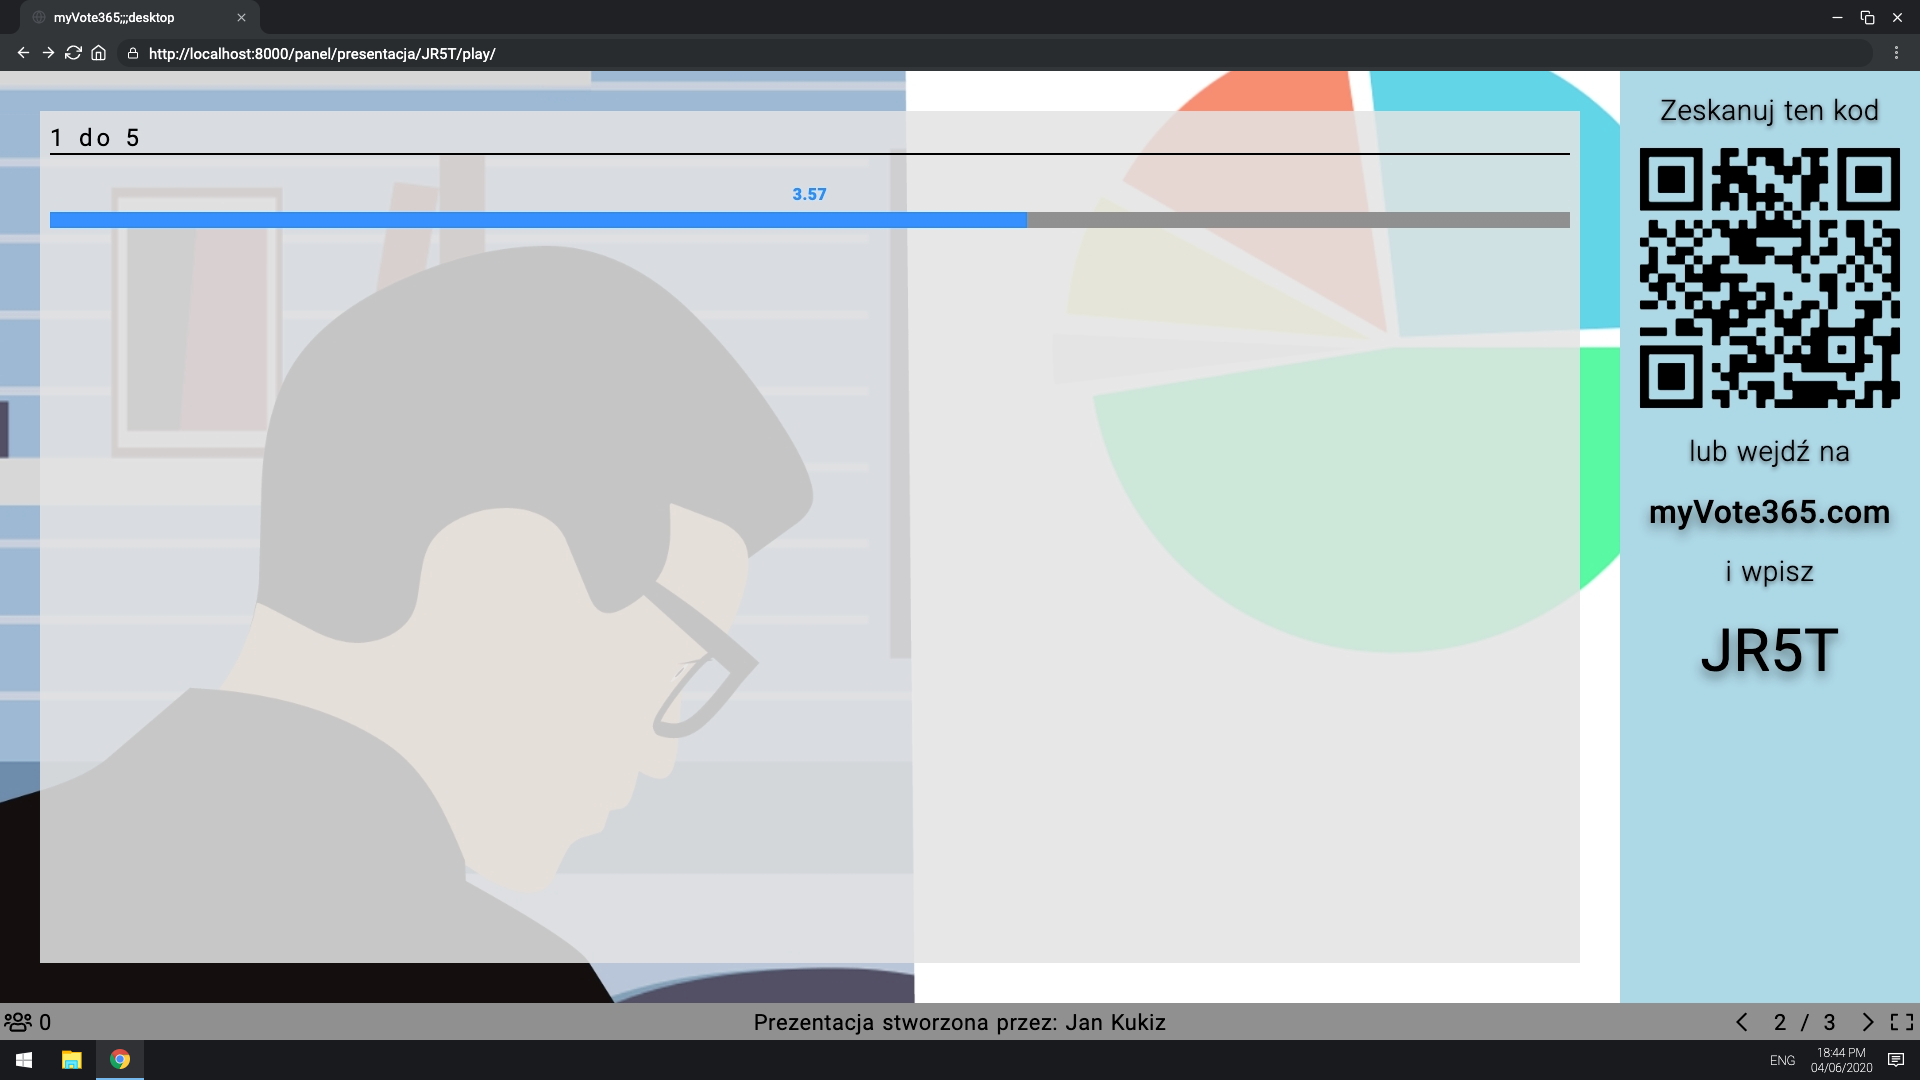 myVote365;;;desktop
http://localhost:8000/panel/presentacja/JR5T/play/
1 do 5
3.57
Zeskanuj ten kod
lub wejdź na
myVote365.com
i wpisz
JR5T
0
Prezentacja stworzona przez: Jan Kukiz
2 / 3
ENG
18:44 PM
04/06/2020